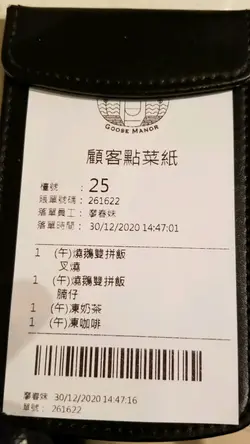 GOOSE MANOR
顧客點菜紙
檯號 : 25
賬單號碼 : 261622
落單員工 : 廖春妹
落單時間 : 30/12/2020 14:47:01
1 (午)燒鵝雙拼飯
叉燒
1 (午)燒鵝雙拼飯
腩仔
1 (午)凍奶茶
1 (午)凍咖啡
廖春妹 30/12/2020 14:47:16
單號: 261622